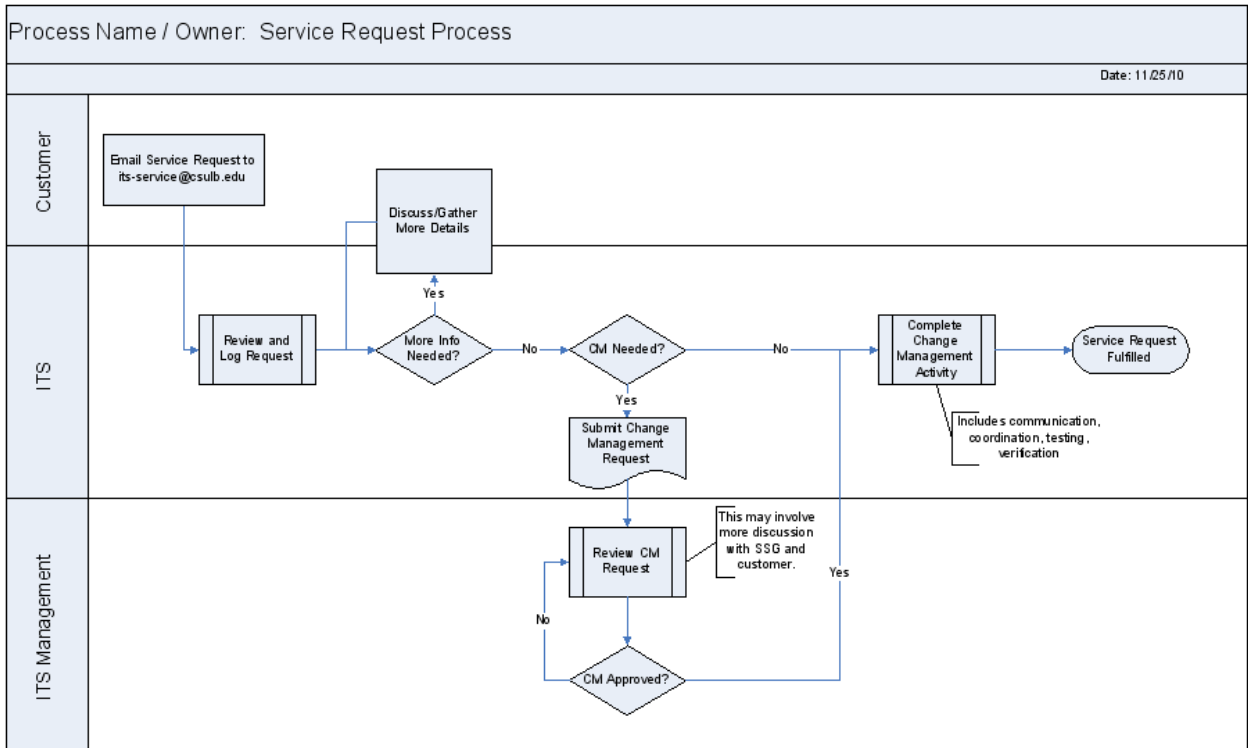 Process Name / Owner: Service Request Process
Date: 11/25/10
Customer
Email Service Request to
its-service@csulb.edu
Discuss/Gather
More Details
ITS
Yes
Review and
Log Request
More Info
Needed?
No
CM Needed?
No
Complete
Change
Management
Activity
Service Request
Fulfilled
Yes
Submit Change
Management
Request
Includes communication,
coordination, testing,
verification
ITS Management
Review CM
Request
This may involve
more discussion
with SSG and
customer.
Yes
No
CM Approved?